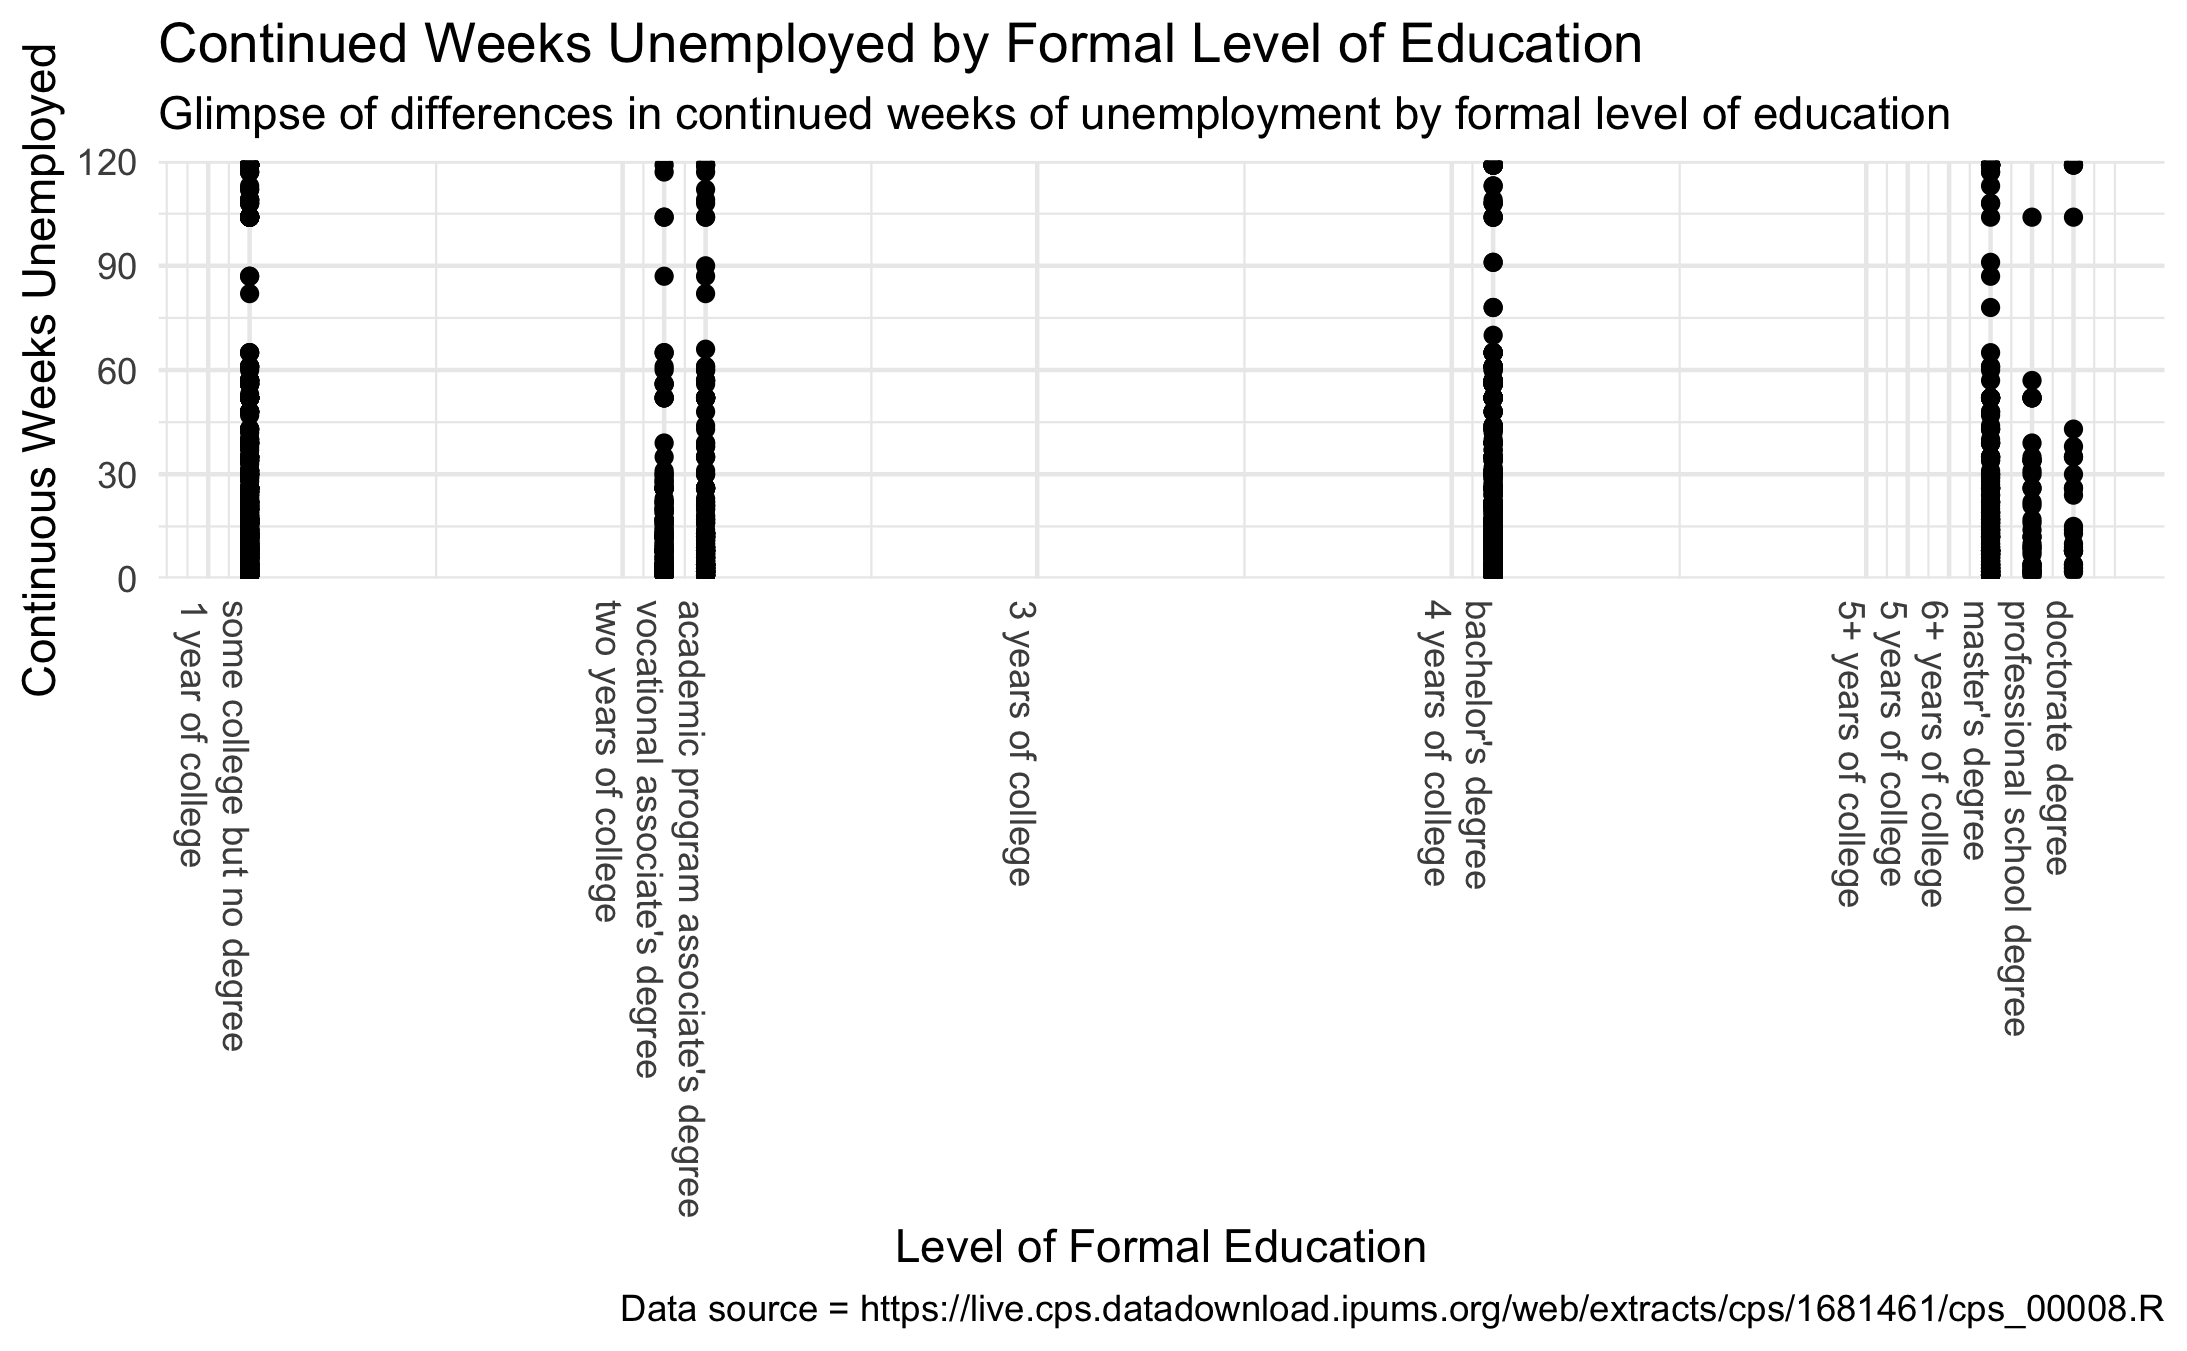 Continued Weeks Unemployed by Formal Level of Education
Glimpse of differences in continued weeks of unemployment by formal level of education
Continuous Weeks Unemployed
120
90
60
30
0
1 year of college
some college but no degree
two years of college
vocational associate's degree
academic program associate's degree
3 years of college
4 years of college
bachelor's degree
5+ years of college
5 years of college
6+ years of college
master's degree
professional school degree
doctorate degree
Level of Formal Education
Data source = https://live.cps.datadownload.ipums.org/web/extracts/cps/1681461/cps_00008.R